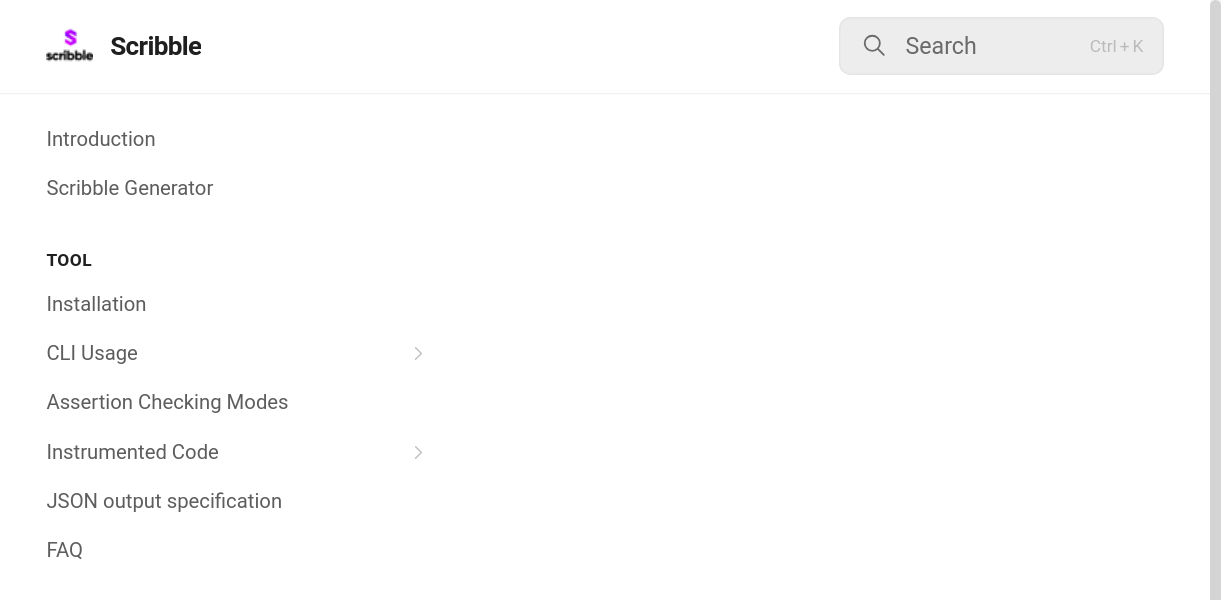 S
scribble
Scribble
Search
Ctrl + K
Introduction
Scribble Generator
TOOL
Installation
CLI Usage
Assertion Checking Modes
Instrumented Code
JSON output specification
FAQ